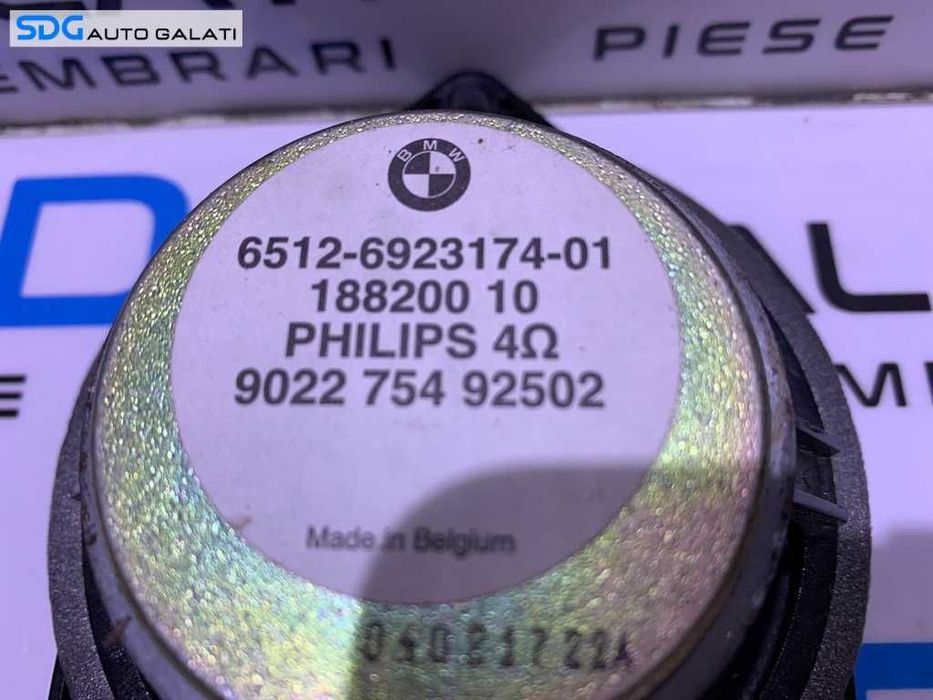 SDG AUTO GALATI
EMBRARI
PIESE
BMW
6512-6923174-01
188200 10
PHILIPS 4Ω
9022 754 92502
Made in Belgium